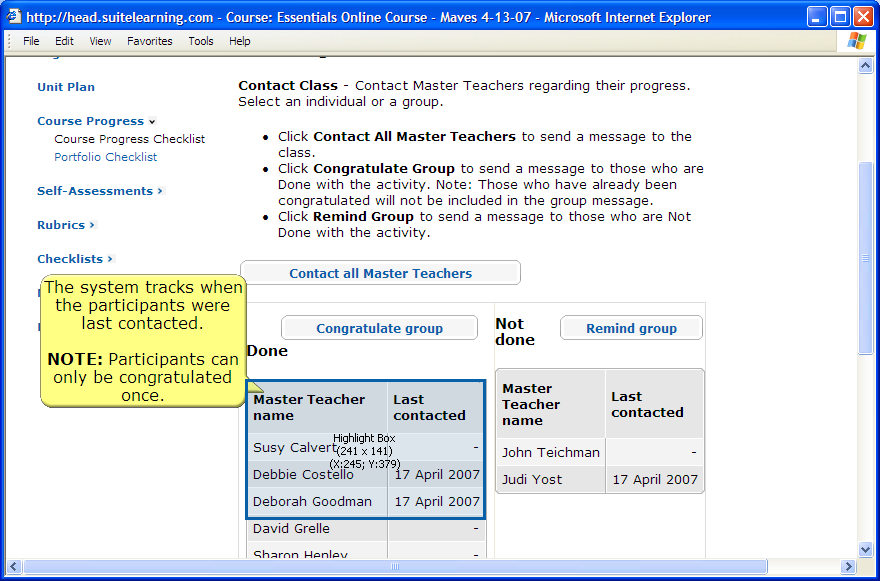 http://head.suitelearning.com - Course: Essentials Online Course - Maves 4-13-07 - Microsoft Internet Explorer
File Edit View Favorites Tools Help
Unit Plan
Course Progress
Course Progress Checklist
Portfolio Checklist
Self-Assessments ›
Rubrics ›
Checklists ›
The system tracks when
the participants were
last contacted.
NOTE: Participants can
only be congratulated
once.
Contact Class - Contact Master Teachers regarding their progress.
Select an individual or a group.
• Click Contact All Master Teachers to send a message to the
class.
• Click Congratulate Group to send a message to those who are
Done with the activity. Note: Those who have already been
congratulated will not be included in the group message.
• Click Remind Group to send a message to those who are Not
Done with the activity.
Contact all Master Teachers
Congratulate group
Done
Master Teacher
name
Last
contacted
Susy Calvert -
Highlight Box
(241 x 141)
(X:245; Y:379)
Debbie Costello 17 April 2007
Deborah Goodman 17 April 2007
David Grelle -
Sharon Henley -
Not
done
Remind group
Master
Teacher
name
Last
contacted
John Teichman -
Judi Yost 17 April 2007